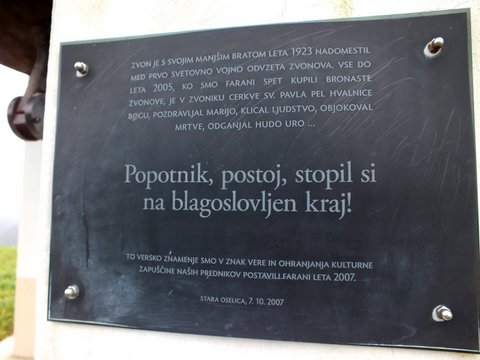 ZVON JE S SVOJIM MANJŠIM BRATOM LETA 1923 NADOMESTIL
MED PRVO SVETOVNO VOJNO ODVZETA ZVONOVA. VSE DO
LETA 2005, KO SMO FARANI SPET KUPILI BRONASTE
ZVONOVE, JE V ZVONIKU CERKVE SV. PAVLA PEL HVALNICE
BOGU, POZDRAVLJAL MARIJO, KLICAL LJUDSTVO, OBJOKOVAL
MRTVE, ODGANJAL HUDO URO ...
Popotnik, postoj, stopil si
na blagoslovljen kraj!
TO VERSKO ZNAMENJE SMO V ZNAK VERE IN OHRANJANJA KULTURNE
ZAPUŠČINE NAŠIH PREDNIKOV POSTAVILI FARANI LETA 2007.
STARA OSELICA, 7. 10. 2007